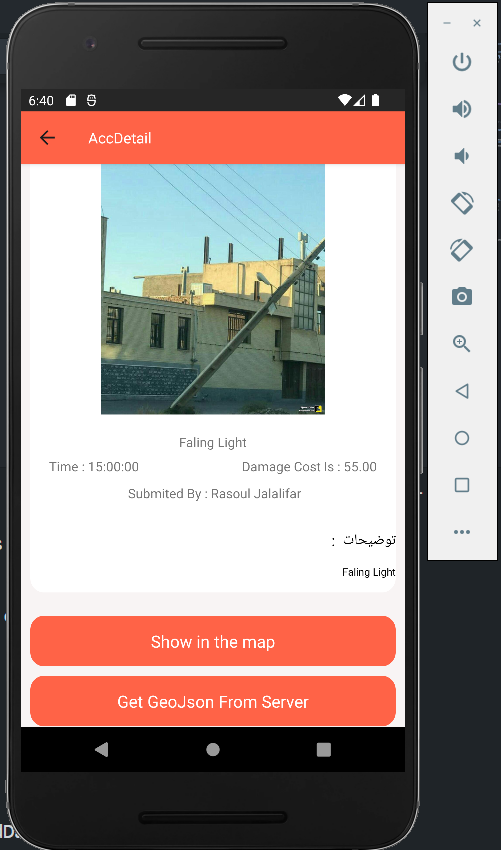 6:40
AccDetail
Faling Light
Time : 15:00:00
Damage Cost Is : 55.00
Submited By : Rasoul Jalalifar
توضیحات :
Faling Light
Show in the map
Get GeoJson From Server